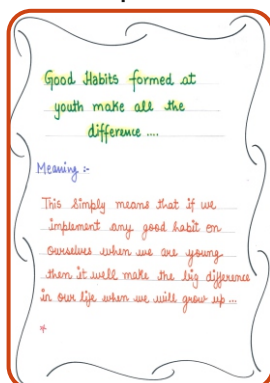 Good Habits formed at
youth make all the
difference ....
Meaning :-
This simply means that if we
implement any good habit on
ourselves when we are young
then it well make the big difference
in our life when we will grow up ...
*